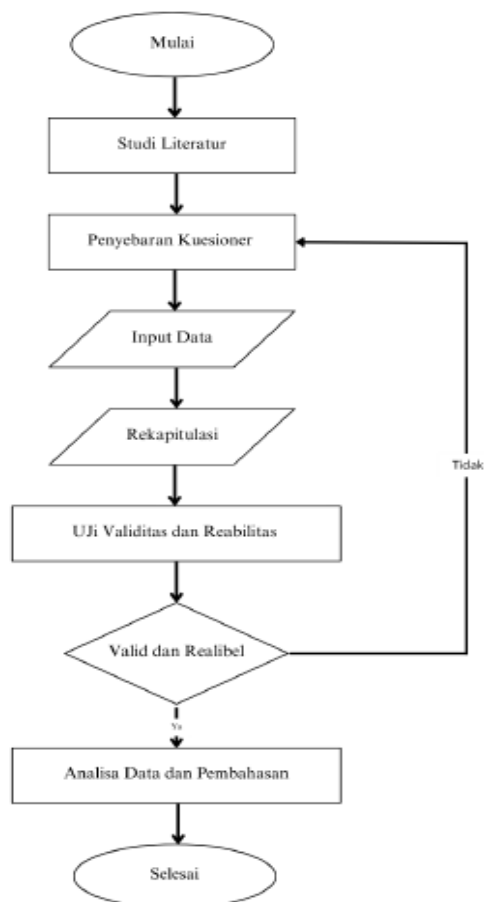 Mulai
Studi Literatur
Penyebaran Kuesioner
Input Data
Rekapitulasi
Tidak
UJi Validitas dan Reabilitas
Valid dan Realibel
Ya
Analisa Data dan Pembahasan
Selesai